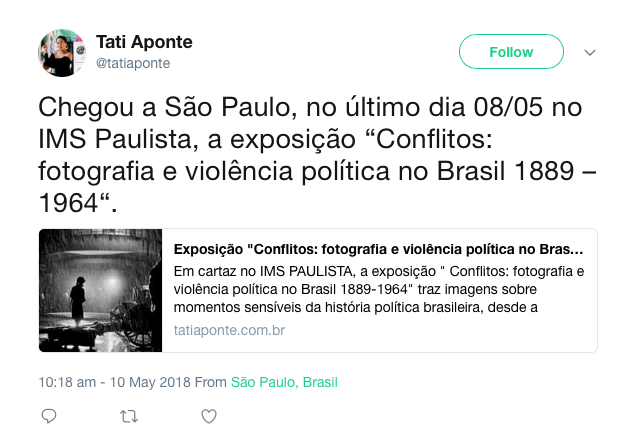 Tati Aponte
@tatiaponte
Follow
Chegou a São Paulo, no último dia 08/05 no
IMS Paulista, a exposição “Conflitos:
fotografia e violência política no Brasil 1889 –
1964“.
Exposição "Conflitos: fotografia e violência política no Bras...
Em cartaz no IMS PAULISTA, a exposição " Conflitos: fotografia e
violência política no Brasil 1889-1964" traz imagens sobre
momentos sensíveis da história política brasileira, desde a
tatiaponte.com.br
10:18 am - 10 May 2018 From São Paulo, Brasil